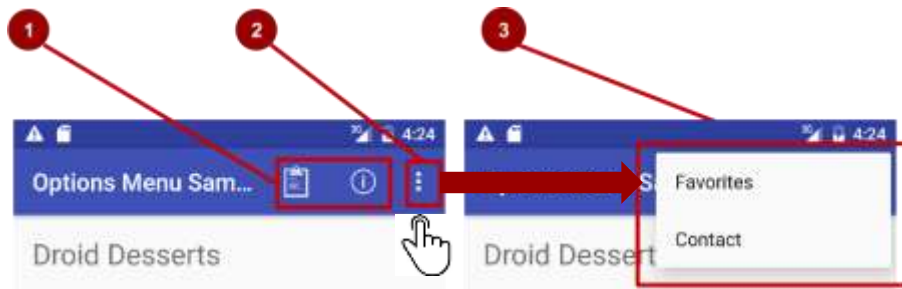 1
2
3
4:24
4:24
Options Menu Sam...
S
Favorites
Droid Desserts
Droid Dessert
Contact